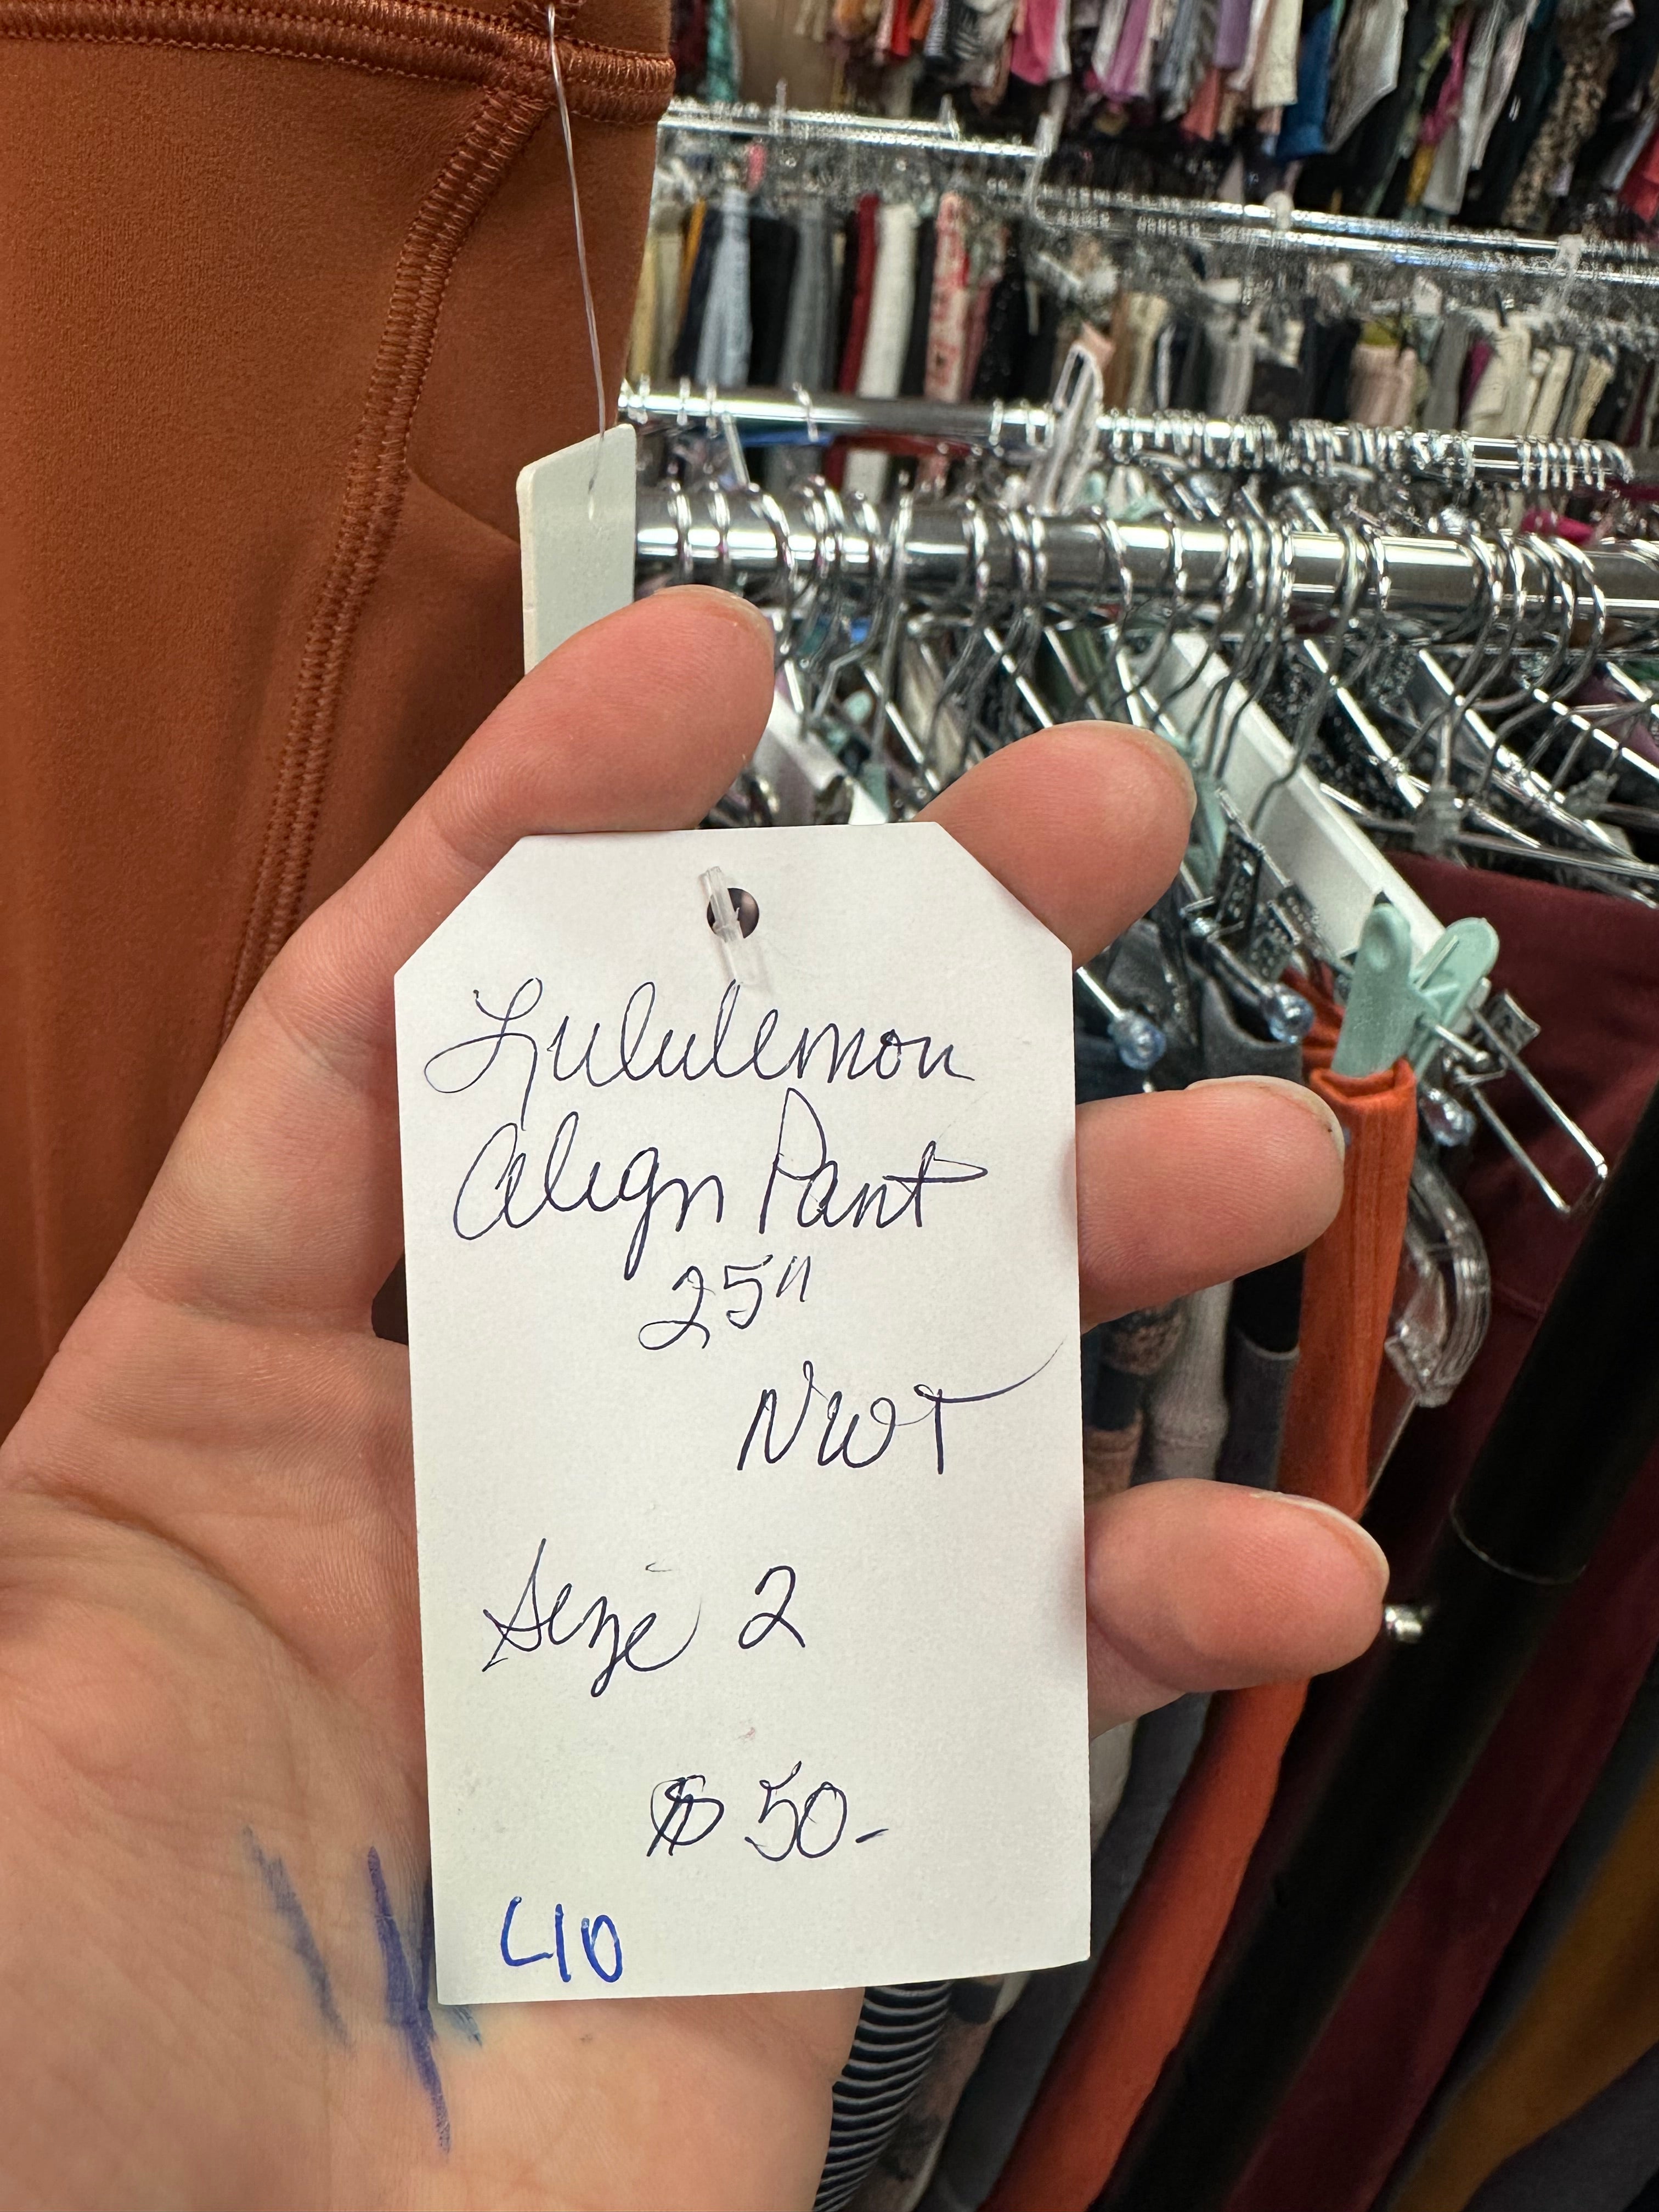 Lululemon
Align Pant
25"
NWT
Size 2
$50-
L10